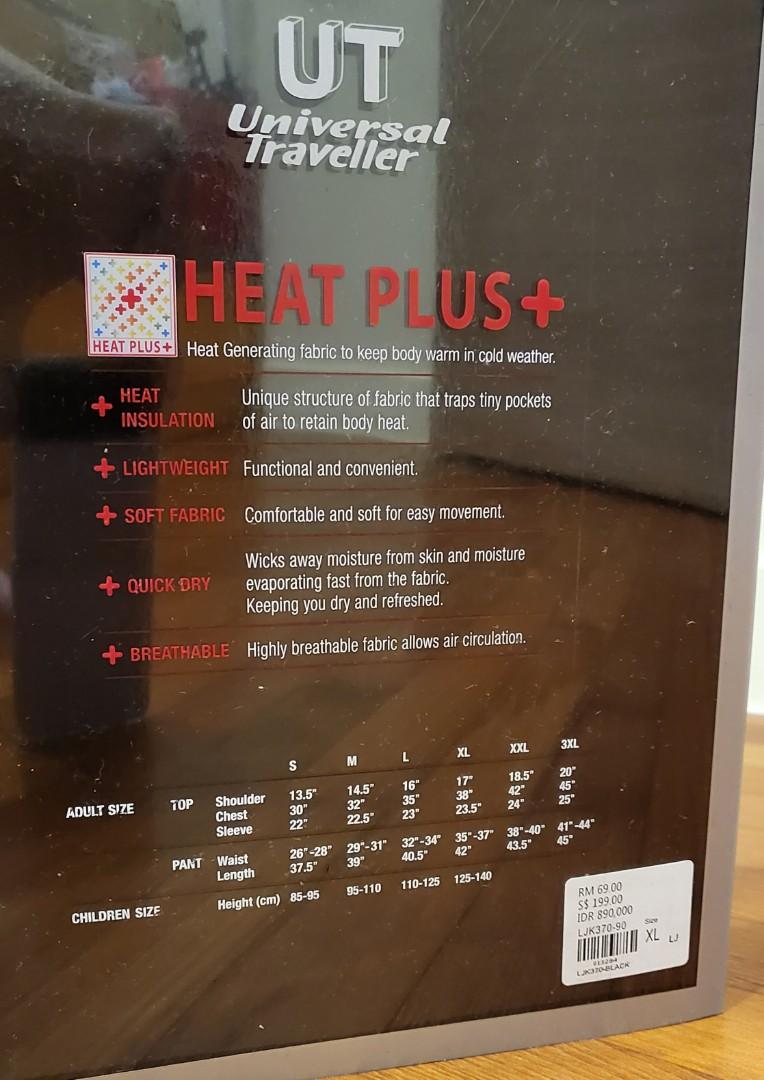 UT
Universal
Traveller
HEAT PLUS+
HEAT PLUS+
Heat Generating fabric to keep body warm in cold weather.
+ HEAT INSULATION Unique structure of fabric that traps tiny pockets
of air to retain body heat.
+ LIGHTWEIGHT Functional and convenient.
+ SOFT FABRIC Comfortable and soft for easy movement.
+ QUICK DRY Wicks away moisture from skin and moisture
evaporating fast from the fabric.
Keeping you dry and refreshed.
+ BREATHABLE Highly breathable fabric allows air circulation.
S M L XL XXL 3XL
ADULT SIZE TOP Shoulder 13.5" 14.5" 16" 17" 18.5" 20"
Chest 30" 32" 35" 38" 42" 45"
Sleeve 22" 22.5" 23" 23.5" 24" 25"
PANT Waist 26"-28" 29"-31" 32"-34" 35"-37" 38"-40" 41"-44"
Length 37.5" 39" 40.5" 42" 43.5" 45"
CHILDREN SIZE Height (cm) 85-95 95-110 110-125 125-140
RM 69.00
S$ 199.00
IDR 890,000
LJK370-90 Size
XL LJ
LJK370-BLACK